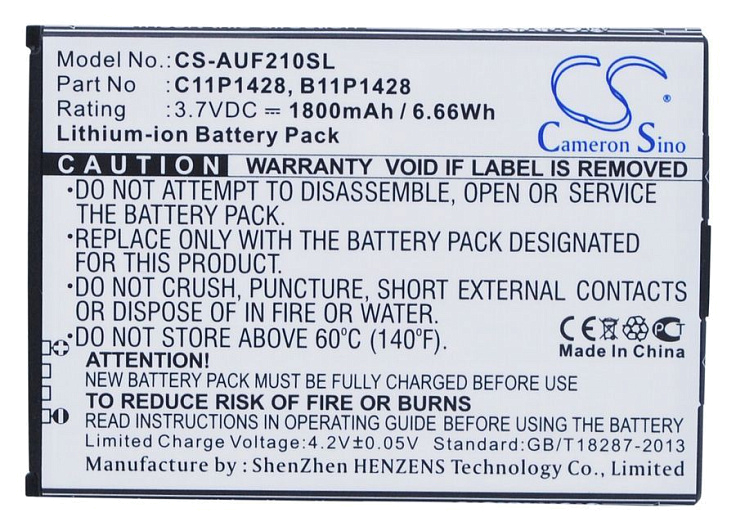 Model No.: CS-AUF210SL
Part No : C11P1428, B11P1428
Rating : 3.7VDC ⎓ 1800mAh / 6.66Wh
Lithium-ion Battery Pack
CS
®
Cameron Sino
CAUTION WARRANTY VOID IF LABEL IS REMOVED
•DO NOT ATTEMPT TO DISASSEMBLE, OPEN OR SERVICE
THE BATTERY PACK.
•REPLACE ONLY WITH THE BATTERY PACK DESIGNATED
FOR THIS PRODUCT.
•DO NOT CRUSH, PUNCTURE, SHORT EXTERNAL CONTACTS
OR DISPOSE OF IN FIRE OR WATER.
•DO NOT STORE ABOVE 60°C (140°F).
CE PCT
Made In China
ATTENTION!
NEW BATTERY PACK MUST BE FULLY CHARGED BEFORE USE
TO REDUCE RISK OF FIRE OR BURNS
READ INSTRUCTIONS IN OPERATING GUIDE BEFORE BATTERY USE
Limited Charge Voltage:4.2V±0.05V Standard:GB/T18287-2013
Manufacture by : ShenZhen HENZENS Technology Co., Ltd.